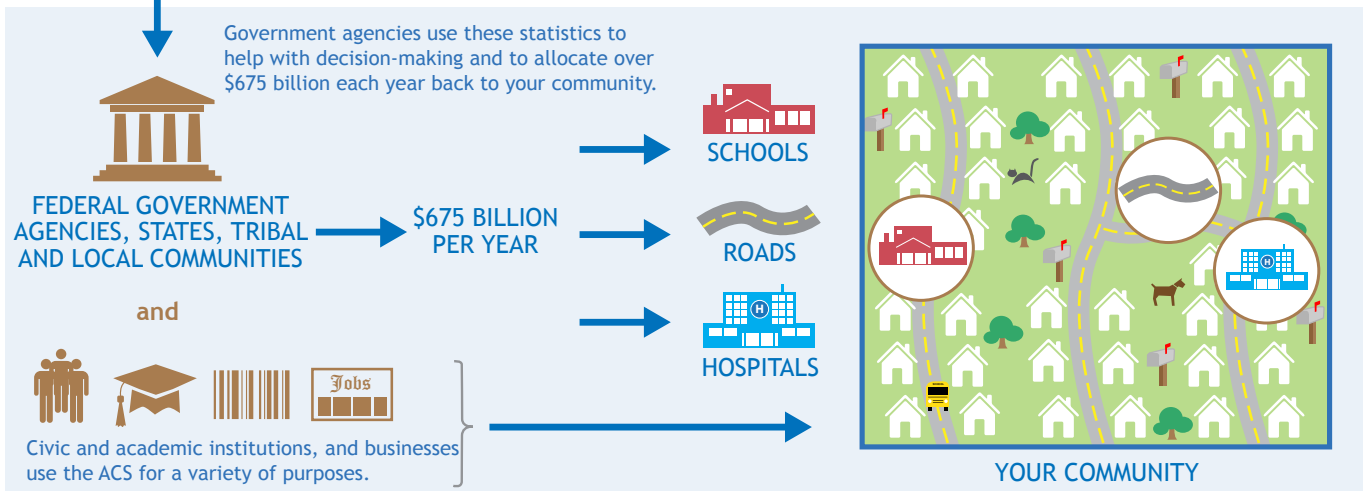 Government agencies use these statistics to
help with decision-making and to allocate over
$675 billion each year back to your community.
FEDERAL GOVERNMENT
AGENCIES, STATES, TRIBAL
AND LOCAL COMMUNITIES
$675 BILLION
PER YEAR
SCHOOLS
ROADS
H
HOSPITALS
and
Jobs
Civic and academic institutions, and businesses
use the ACS for a variety of purposes.
H
YOUR COMMUNITY